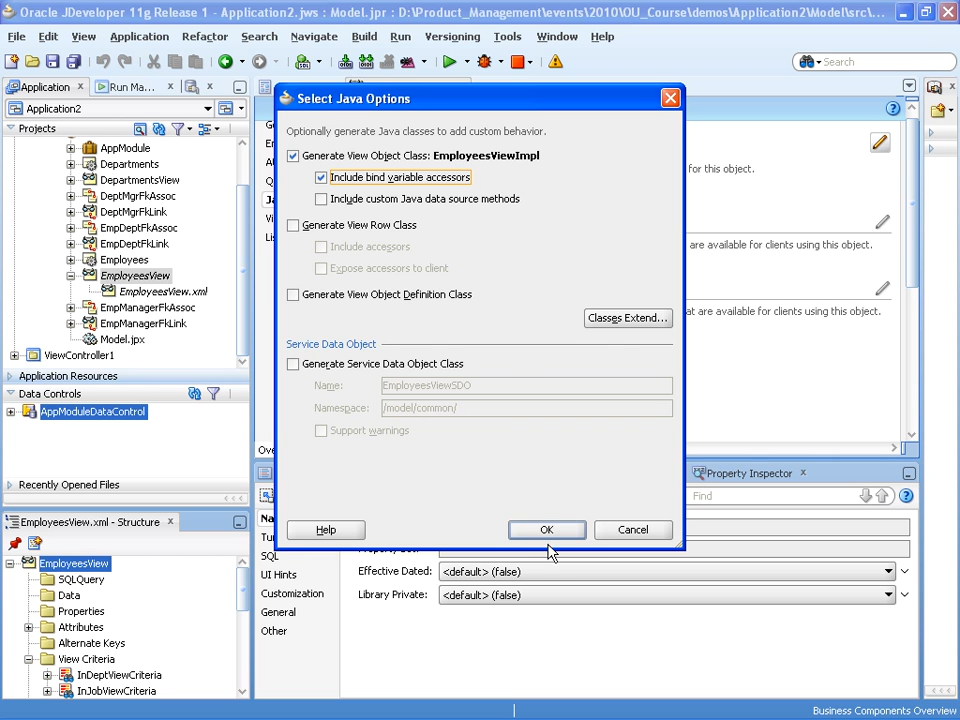 Oracle JDeveloper 11g Release 1 - Application2.jws : Model.jpr : D:\Product_Management\events\2010\OU_Course\demos\Application2\Model\src\...
File Edit View Application Refactor Search Navigate Build Run Versioning Tools Window Help
Search
Application
Run Ma...
Application2
Projects
AppModule
Departments
DepartmentsView
DeptMgrFkAssoc
DeptMgrFkLink
EmpDeptFkAssoc
EmpDeptFkLink
Employees
EmployeesView
EmployeesView.xml
EmpManagerFkAssoc
EmpManagerFkLink
Model.jpx
ViewController1
Application Resources
Data Controls
AppModuleDataControl
Recently Opened Files
EmployeesView.xml - Structure
EmployeesView
SQLQuery
Data
Properties
Attributes
Alternate Keys
View Criteria
InDeptViewCriteria
InJobViewCriteria
Select Java Options
Optionally generate Java classes to add custom behavior.
Generate View Object Class: EmployeesViewImpl
Include bind variable accessors
Include custom Java data source methods
Generate View Row Class
Include accessors
Expose accessors to client
Generate View Object Definition Class
Classes Extend...
Service Data Object
Generate Service Data Object Class
Name: EmployeesViewSDO
Namespace: /model/common/
Support warnings
Help OK Cancel
for this object.
are available for clients using this object.
at are available for clients using this object.
Property Inspector
Find
SQL
UI Hints
Customization
General
Other
Effective Dated: <default> (false)
Library Private: <default> (false)
Business Components Overview